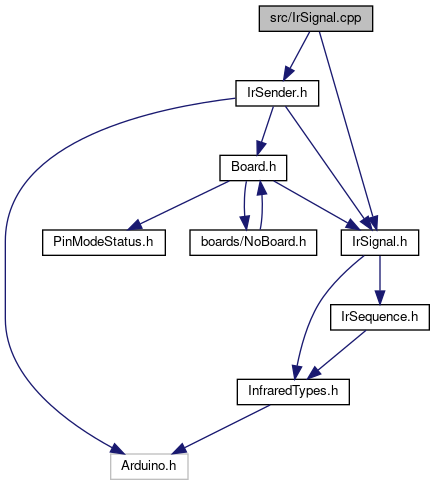 src/IrSignal.cpp
IrSender.h
Board.h
PinModeStatus.h
boards/NoBoard.h
IrSignal.h
IrSequence.h
InfraredTypes.h
Arduino.h